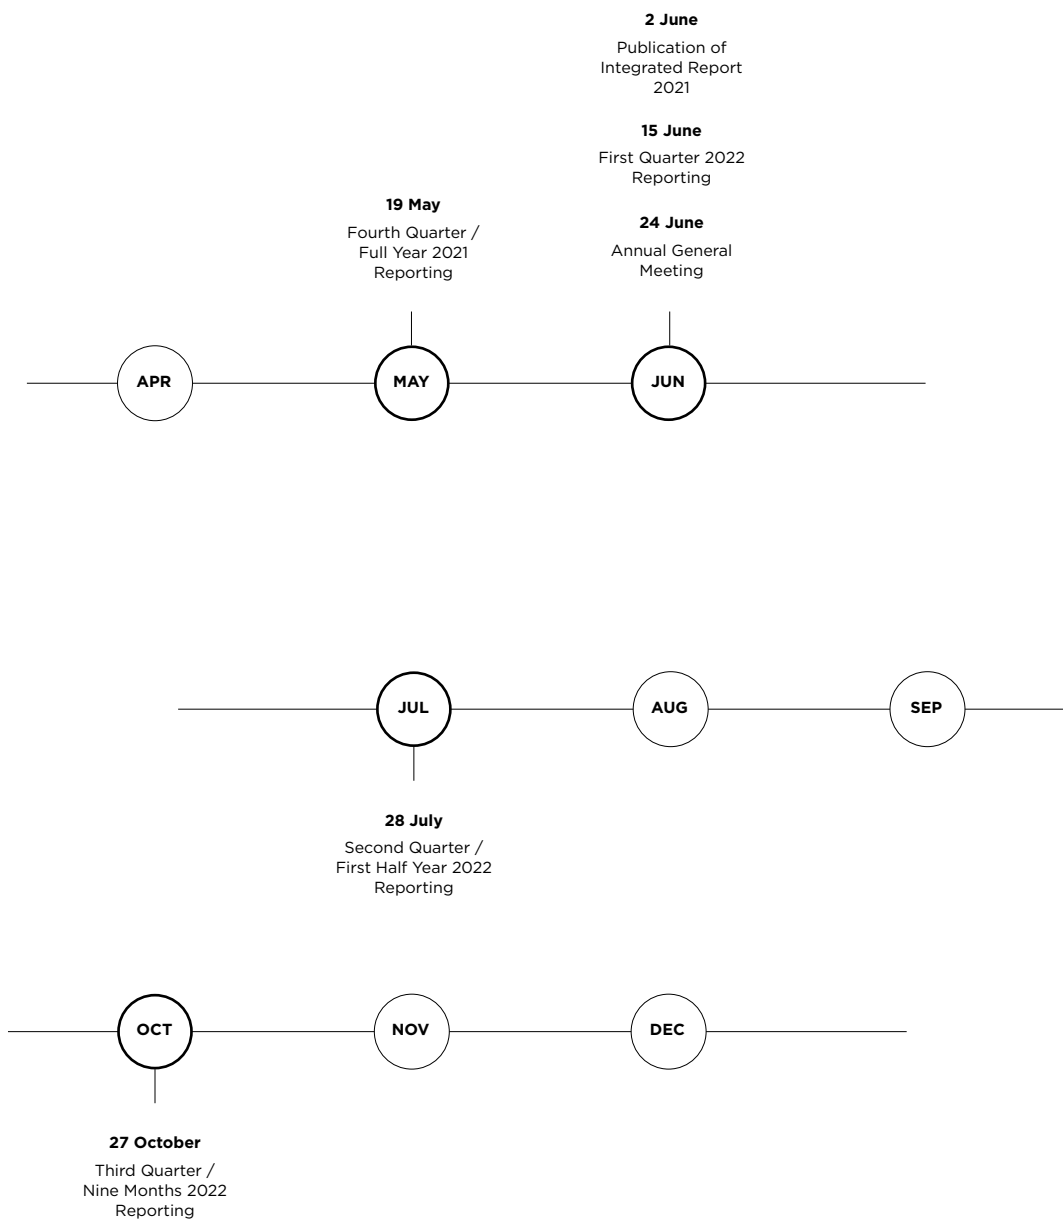 2 June
Publication of
Integrated Report
2021
15 June
First Quarter 2022
Reporting
24 June
Annual General
Meeting
19 May
Fourth Quarter /
Full Year 2021
Reporting
APR
MAY
JUN
JUL
AUG
SEP
28 July
Second Quarter /
First Half Year 2022
Reporting
OCT
NOV
DEC
27 October
Third Quarter /
Nine Months 2022
Reporting